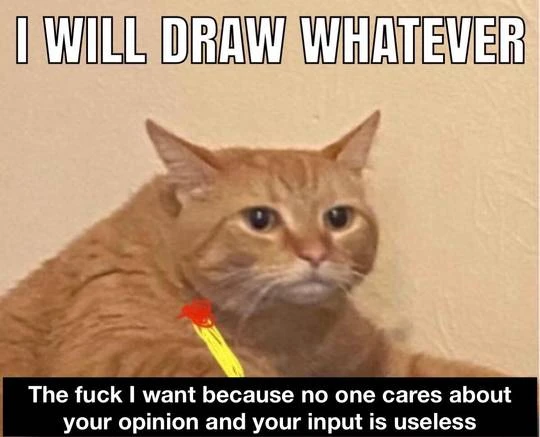 I WILL DRAW WHATEVER
The fuck I want because no one cares about
your opinion and your input is useless